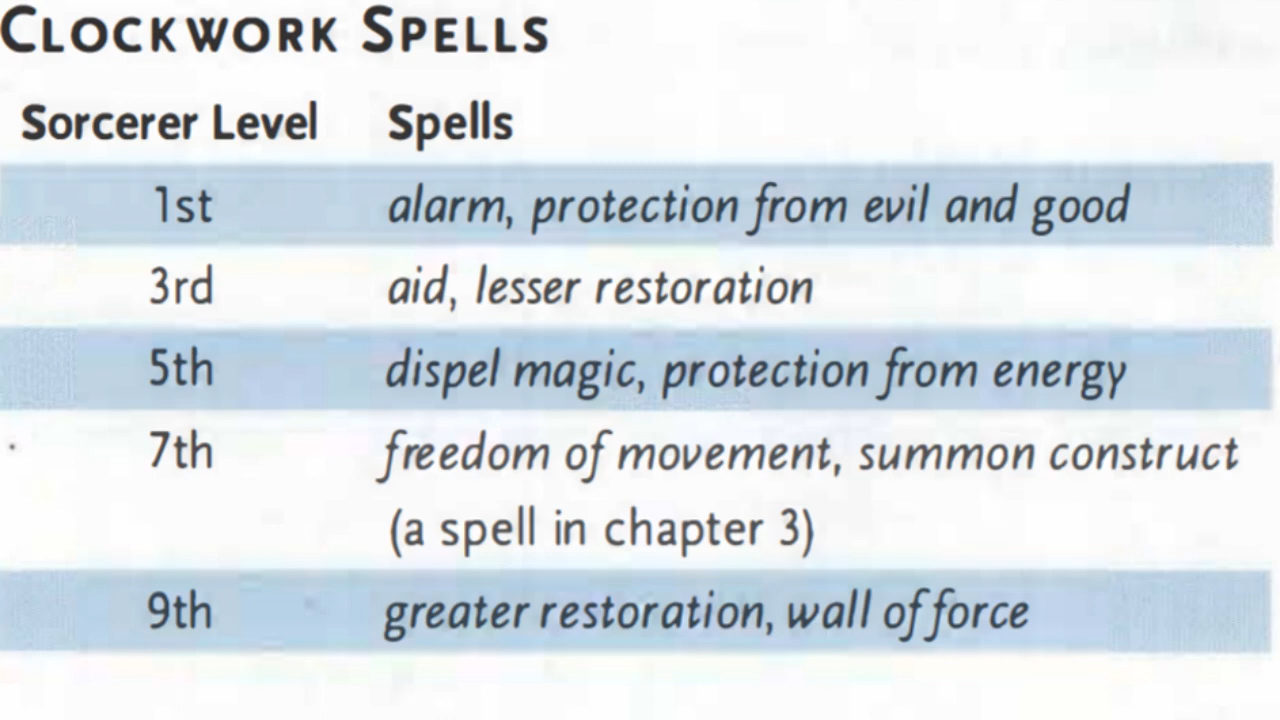 CLOCKWORK SPELLS
Sorcerer Level Spells
1st alarm, protection from evil and good
3rd aid, lesser restoration
5th dispel magic, protection from energy
7th freedom of movement, summon construct
(a spell in chapter 3)
9th greater restoration, wall of force